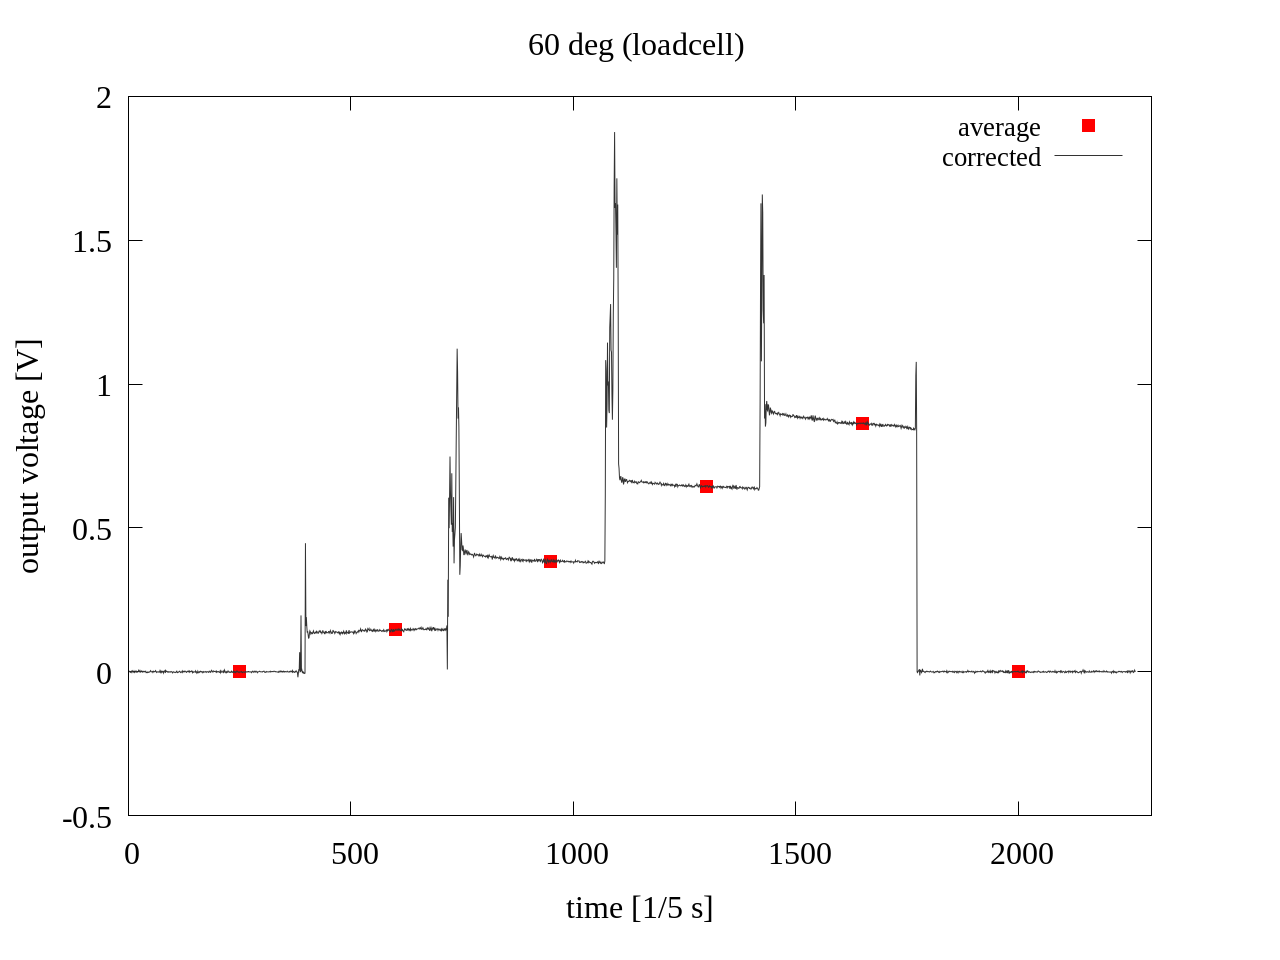 60 deg (loadcell)
average
corrected
2
1.5
1
0.5
0
-0.5
output voltage [V]
0 500 1000 1500 2000
time [1/5 s]